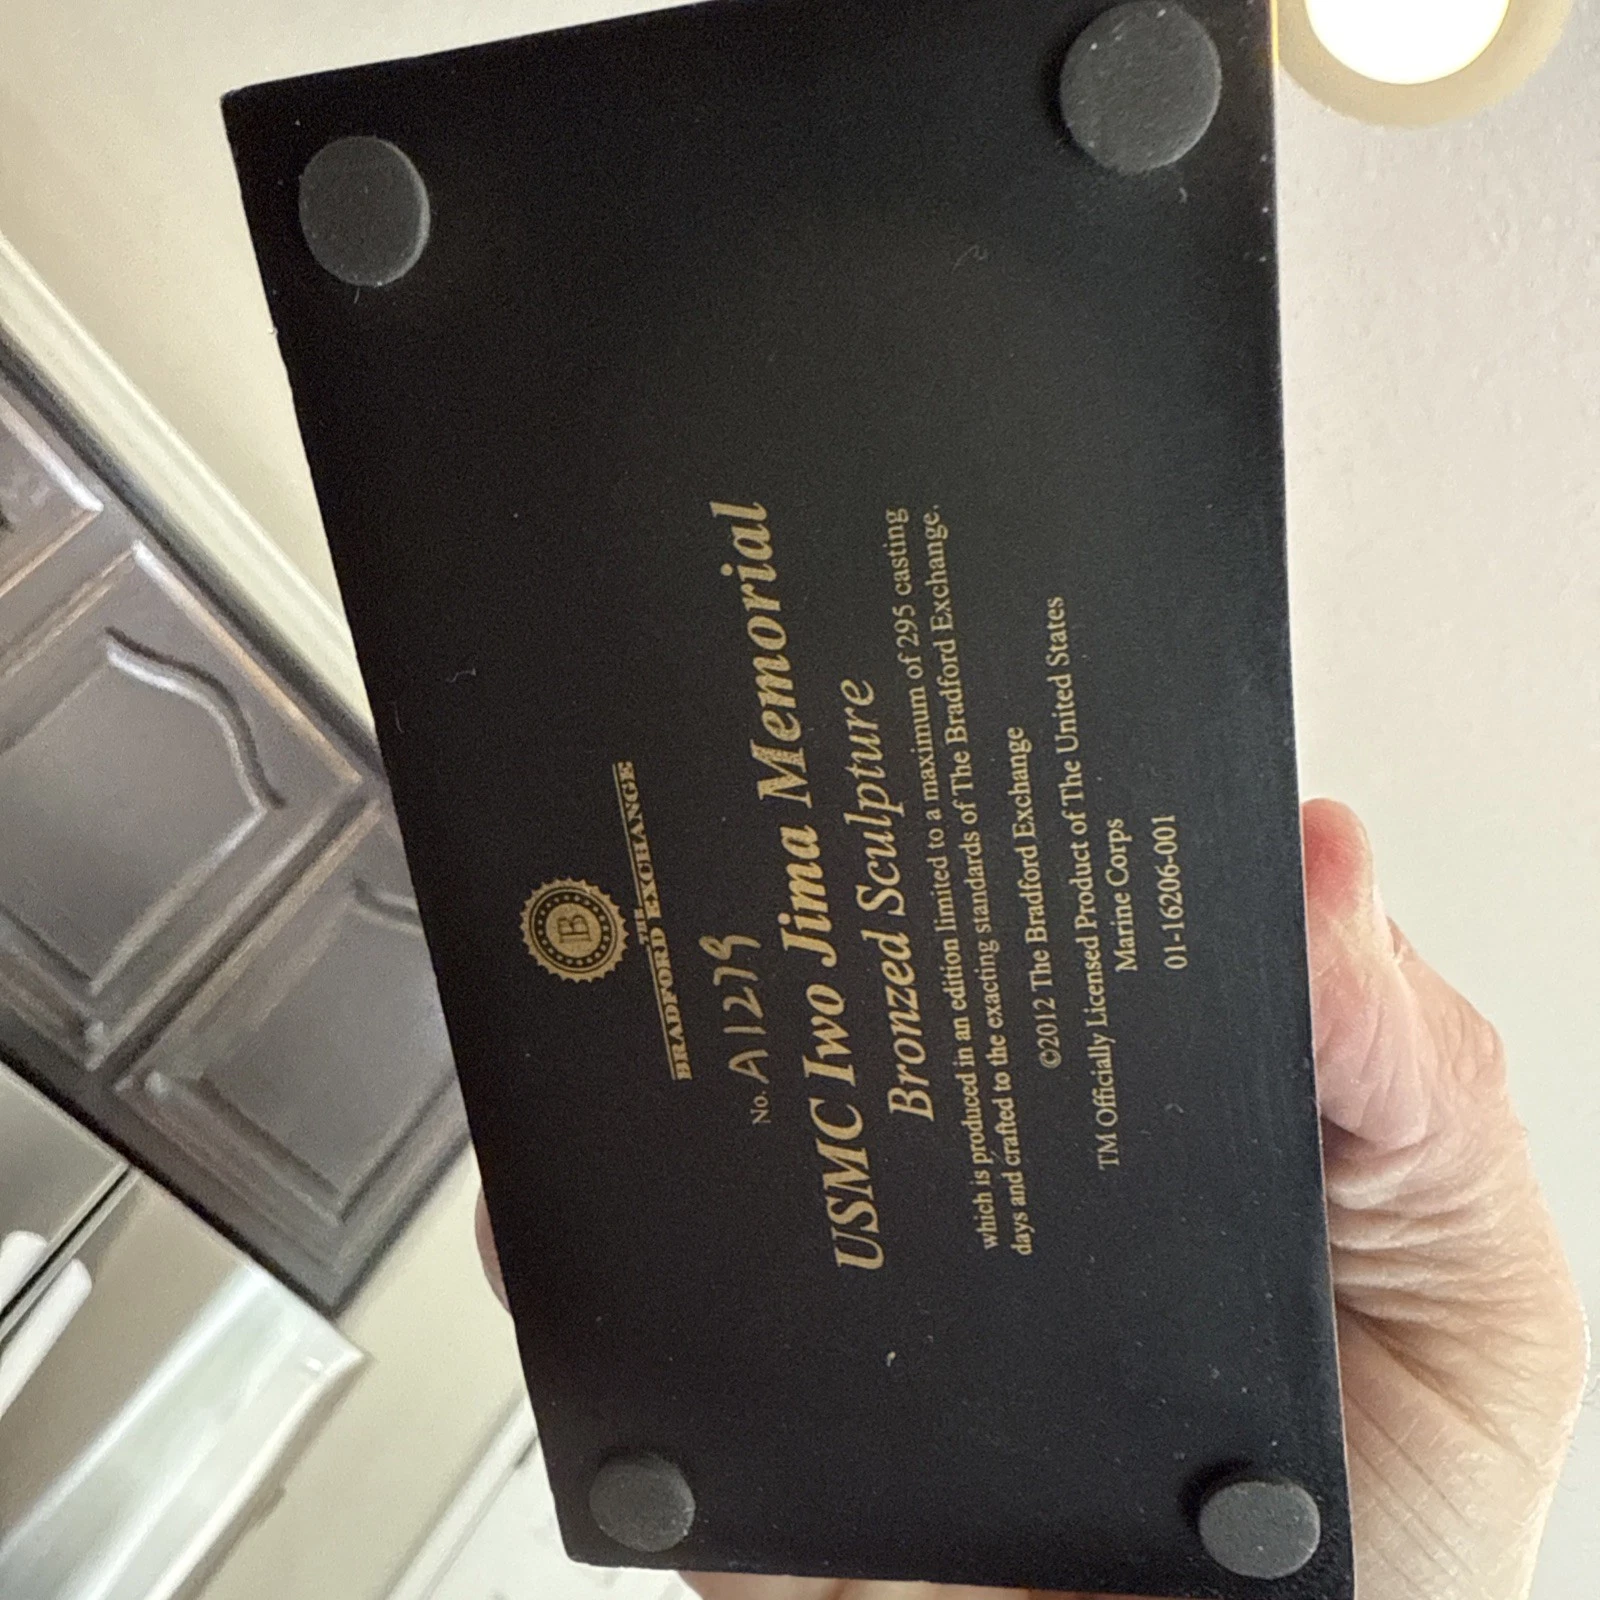 B
THE
BRADFORD EXCHANGE
No. A1279
USMC Iwo Jima Memorial
Bronzed Sculpture
which is produced in an edition limited to a maximum of 295 casting
days and crafted to the exacting standards of The Bradford Exchange.
©2012 The Bradford Exchange
TM Officially Licensed Product of The United States
Marine Corps
01-16206-001